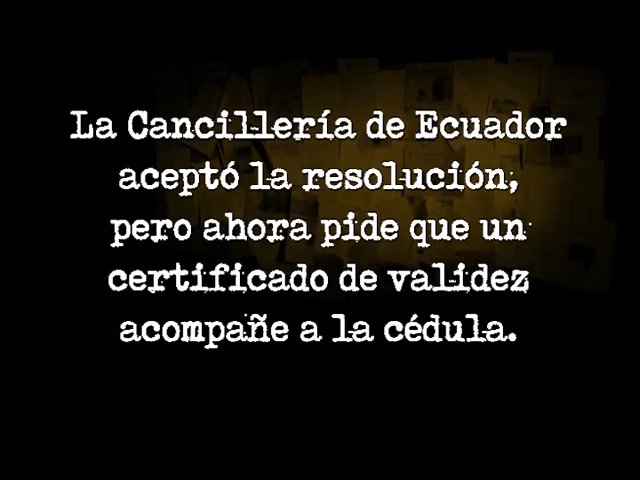 La Cancillería de Ecuador
aceptó la resolución,
pero ahora pide que un
certificado de validez
acompañe a la cédula.